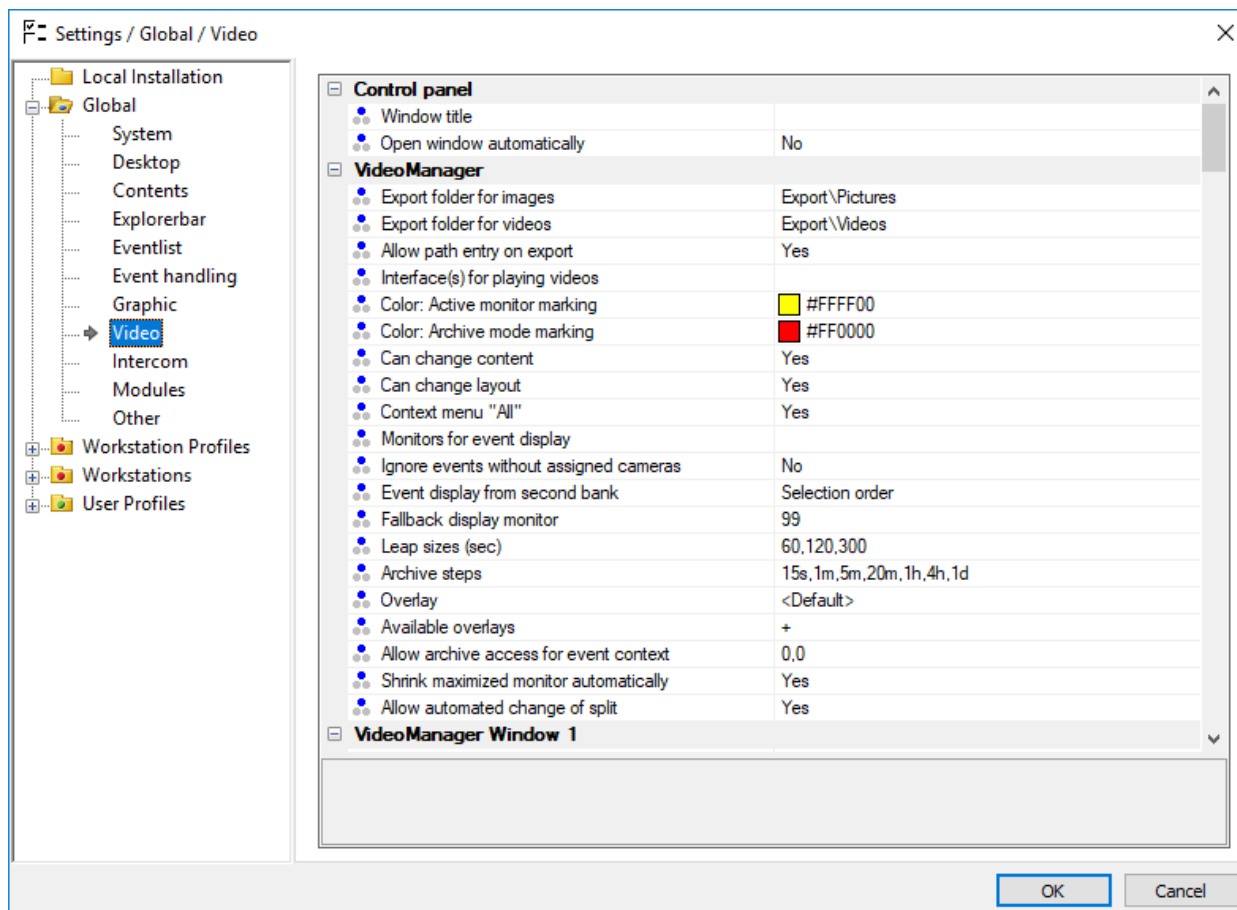 Settings / Global / Video
Local Installation
Global
System
Desktop
Contents
Explorerbar
Eventlist
Event handling
Graphic
Video
Intercom
Modules
Other
Workstation Profiles
Workstations
User Profiles
Control panel
Window title
Open window automatically No
VideoManager
Export folder for images Export\Pictures
Export folder for videos Export\Videos
Allow path entry on export Yes
Interface(s) for playing videos
Color: Active monitor marking #FFFF00
Color: Archive mode marking #FF0000
Can change content Yes
Can change layout Yes
Context menu "All" Yes
Monitors for event display
Ignore events without assigned cameras No
Event display from second bank Selection order
Fallback display monitor 99
Leap sizes (sec) 60,120,300
Archive steps 15s,1m,5m,20m,1h,4h,1d
Overlay <Default>
Available overlays +
Allow archive access for event context 0,0
Shrink maximized monitor automatically Yes
Allow automated change of split Yes
VideoManager Window 1
OK Cancel